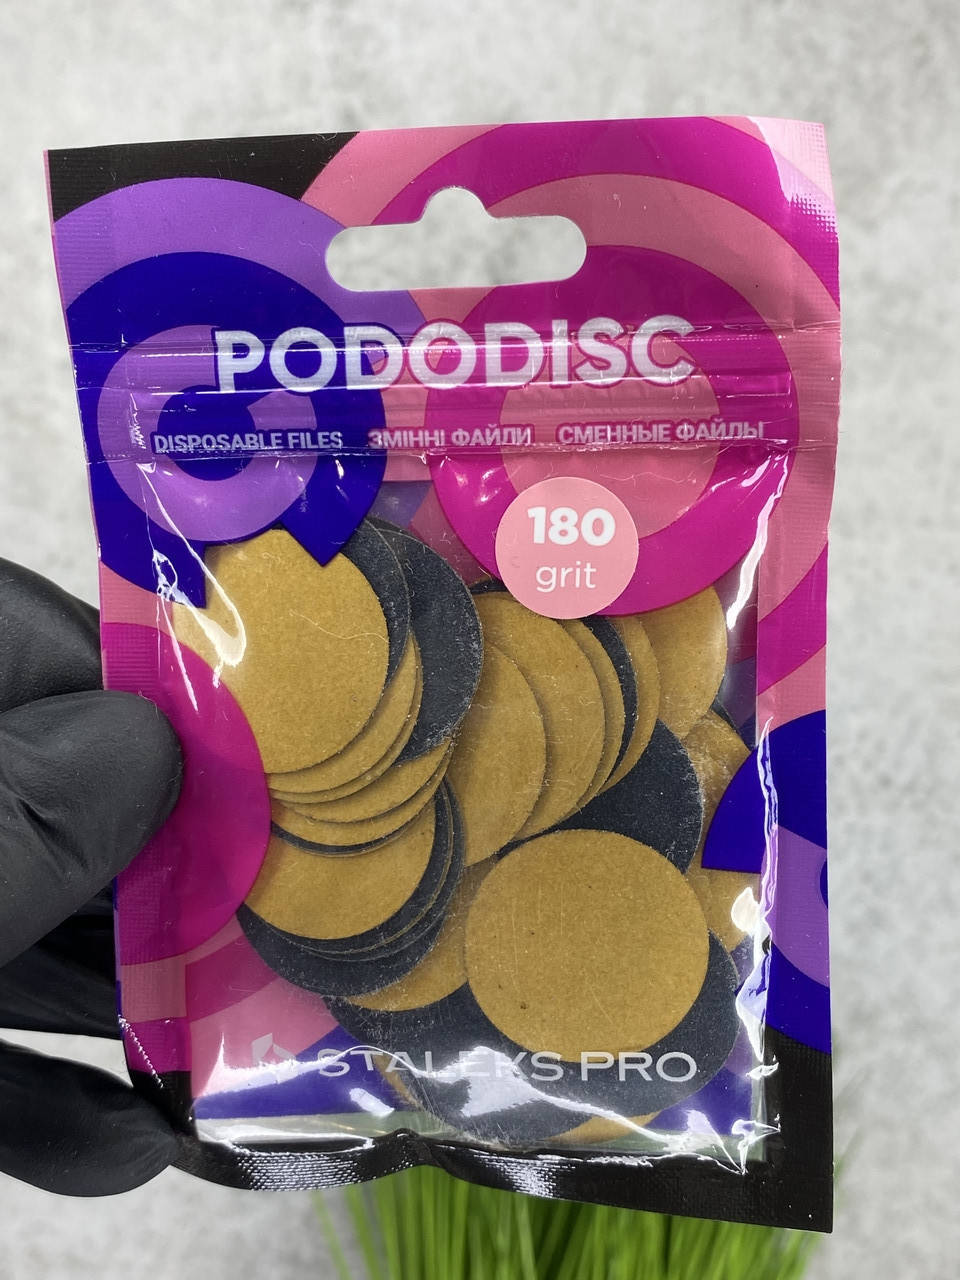 PODODISC
DISPOSABLE FILES ЗМІННІ ФАЙЛИ СМЕННЫЕ ФАЙЛЫ
180
grit
STALEKS PRO